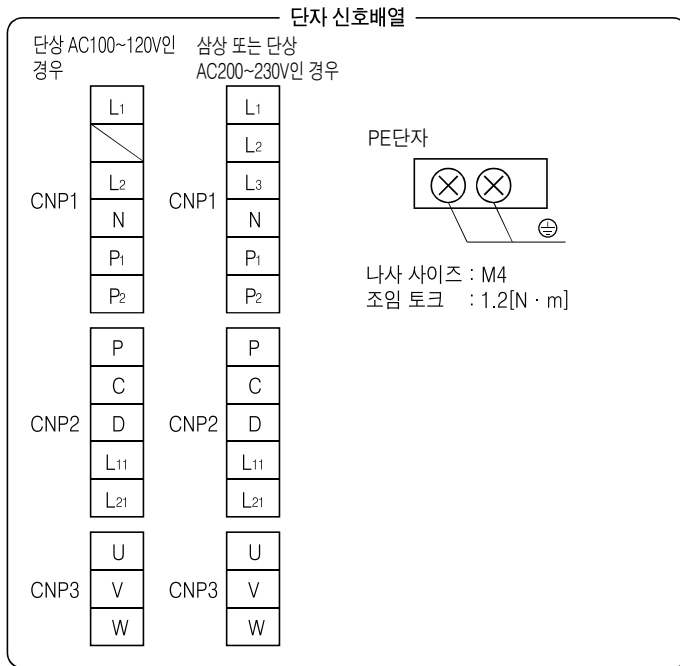 단자 신호배열
단상 AC100~120V인
경우
삼상 또는 단상
AC200~230V인 경우
CNP1
L1
L2
N
P1
P2
CNP1
L1
L2
L3
N
P1
P2
CNP2
P
C
D
L11
L21
CNP2
P
C
D
L11
L21
CNP3
U
V
W
CNP3
U
V
W
PE단자
나사 사이즈 : M4
조임 토크 : 1.2[N · m]